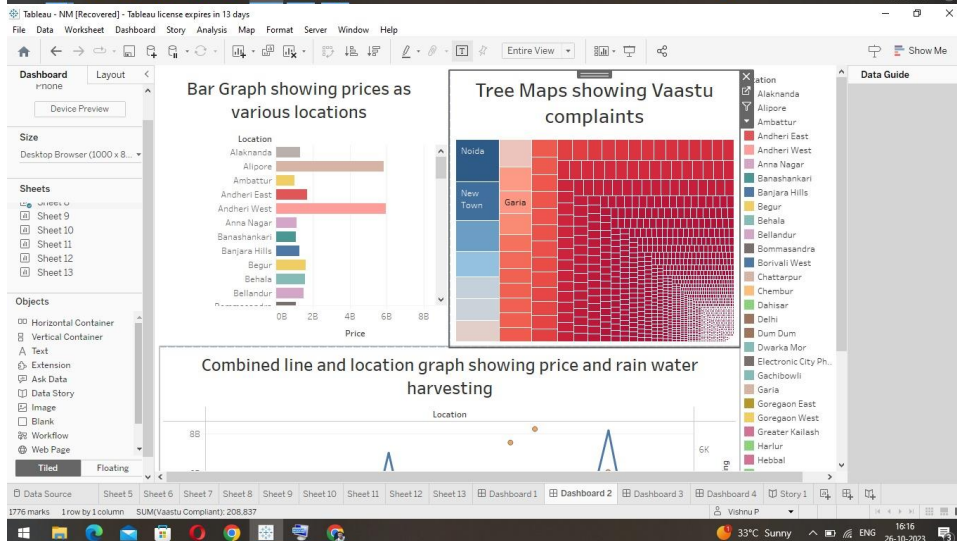 Tableau - NM [Recovered] - Tableau license expires in 13 days
File Data Worksheet Dashboard Story Analysis Map Format Server Window Help
Entire View
Show Me
Dashboard Layout
Phone
Device Preview
Size
Desktop Browser (1000 x 8...
Sheets
Sheet 9
Sheet 10
Sheet 11
Sheet 12
Sheet 13
Objects
Horizontal Container
Vertical Container
Text
Extension
Ask Data
Data Story
Image
Blank
Workflow
Web Page
Tiled Floating
Bar Graph showing prices as
various locations
Location
Alaknanda
Alipore
Ambattur
Andheri East
Andheri West
Anna Nagar
Banashankari
Banjara Hills
Begur
Behala
Bellandur
Bommasandra
0B 2B 4B 6B 8B
Price
Tree Maps showing Vaastu
complaints
Noida
New
Town
Garia
Alaknanda
Alipore
Ambattur
Andheri East
Andheri West
Anna Nagar
Banashankari
Banjara Hills
Begur
Behala
Bellandur
Bommasandra
Borivali West
Chattarpur
Chembur
Dahisar
Delhi
Dum Dum
Dwarka Mor
Electronic City Ph...
Gachibowli
Garia
Goregaon East
Goregaon West
Greater Kailash
Harlur
Hebbal
Data Guide
Combined line and location graph showing price and rain water
harvesting
Location
8B
6K
Data Source Sheet 5 Sheet 6 Sheet 7 Sheet 8 Sheet 9 Sheet 10 Sheet 11 Sheet 12 Sheet 13 Dashboard 1 Dashboard 2 Dashboard 3 Dashboard 4 Story 1
1776 marks 1 row by 1 column SUM(Vaastu Compliant): 208,837
Vishnu P
33°C Sunny
ENG
16:16
26-10-2023